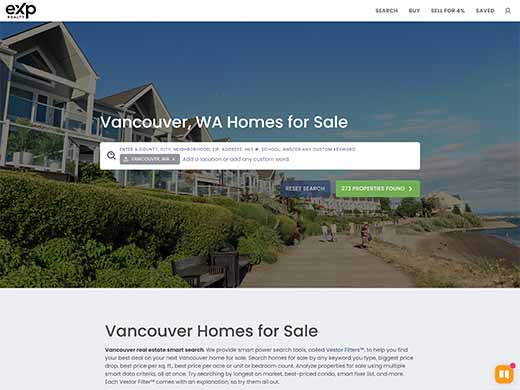 exp
REALTY
SEARCH BUY SELL FOR 4% SAVED
Vancouver, WA Homes for Sale
ENTER A COUNTY, CITY, NEIGHBORHOOD, ZIP, ADDRESS, MLS #, SCHOOL, AND/OR ANY CUSTOM KEYWORD
VANCOUVER, WA × Add a location or add any custom word.
RESET SEARCH 273 PROPERTIES FOUND
Vancouver Homes for Sale
Vancouver real estate smart search. We provide smart power search tools, called Vestor Filters™, to help you find
your best deal on your next Vancouver home for sale. Search homes for sale by any keyword you type, biggest price
drop, best price per sq. ft., best price per acre or unit or bedroom count. Analyze properties for sale using multiple
smart data criteria, all at once. Try searching by longest on market, best-priced condo, smart fixer list, and more.
Each Vestor Filter™ comes with an explanation, so try them all out.